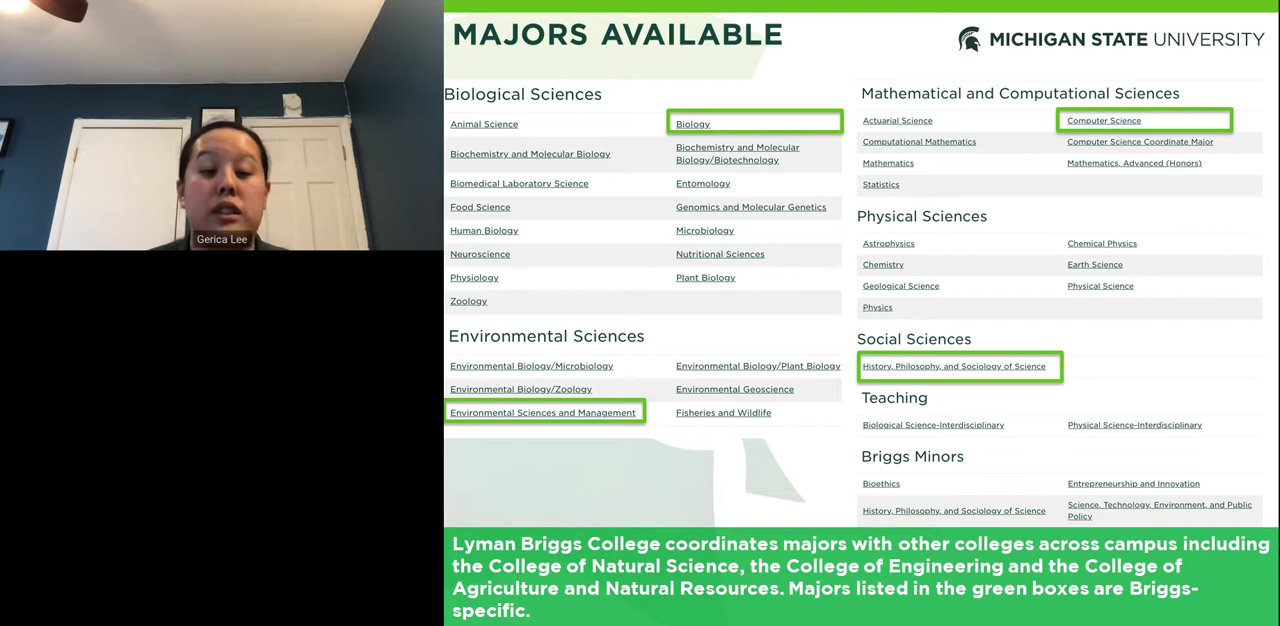 MAJORS AVAILABLE
MICHIGAN STATE UNIVERSITY
Gerica Lee
Biological Sciences
Animal Science
Biology
Biochemistry and Molecular Biology
Biochemistry and Molecular
Biology/Biotechnology
Biomedical Laboratory Science
Entomology
Food Science
Genomics and Molecular Genetics
Human Biology
Microbiology
Neuroscience
Nutritional Sciences
Physiology
Plant Biology
Zoology
Environmental Sciences
Environmental Biology/Microbiology
Environmental Biology/Plant Biology
Environmental Biology/Zoology
Environmental Geoscience
Environmental Sciences and Management
Fisheries and Wildlife
Mathematical and Computational Sciences
Actuarial Science
Computer Science
Computational Mathematics
Computer Science Coordinate Major
Mathematics
Mathematics, Advanced (Honors)
Statistics
Physical Sciences
Astrophysics
Chemical Physics
Chemistry
Earth Science
Geological Science
Physical Science
Physics
Social Sciences
History, Philosophy, and Sociology of Science
Teaching
Biological Science-Interdisciplinary
Physical Science-Interdisciplinary
Briggs Minors
Bioethics
Entrepreneurship and Innovation
History, Philosophy, and Sociology of Science
Science, Technology, Environment, and Public
Policy
Lyman Briggs College coordinates majors with other colleges across campus including
the College of Natural Science, the College of Engineering and the College of
Agriculture and Natural Resources. Majors listed in the green boxes are Briggs-
specific.